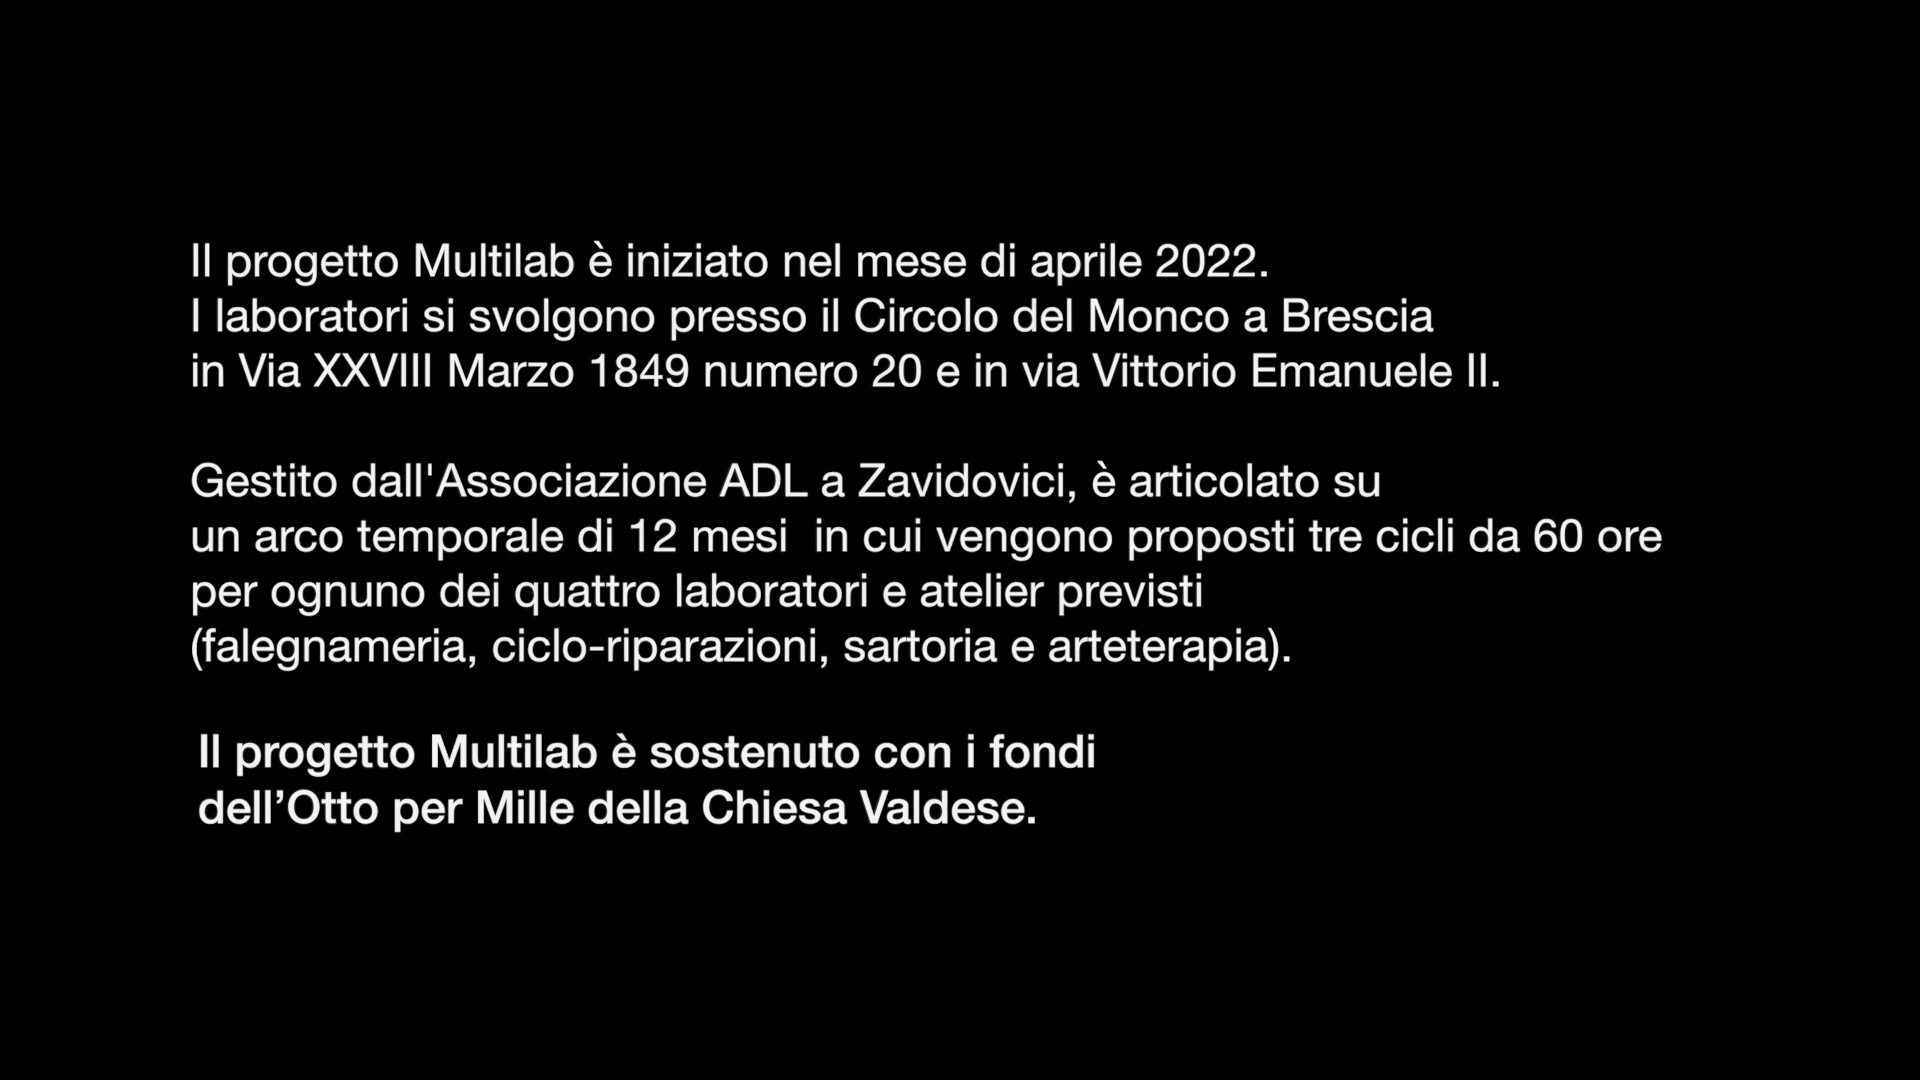 Il progetto Multilab è iniziato nel mese di aprile 2022.
I laboratori si svolgono presso il Circolo del Monco a Brescia
in Via XXVIII Marzo 1849 numero 20 e in via Vittorio Emanuele II.
Gestito dall'Associazione ADL a Zavidovici, è articolato su
un arco temporale di 12 mesi  in cui vengono proposti tre cicli da 60 ore
per ognuno dei quattro laboratori e atelier previsti
(falegnameria, ciclo-riparazioni, sartoria e arteterapia).
Il progetto Multilab è sostenuto con i fondi
dell’Otto per Mille della Chiesa Valdese.